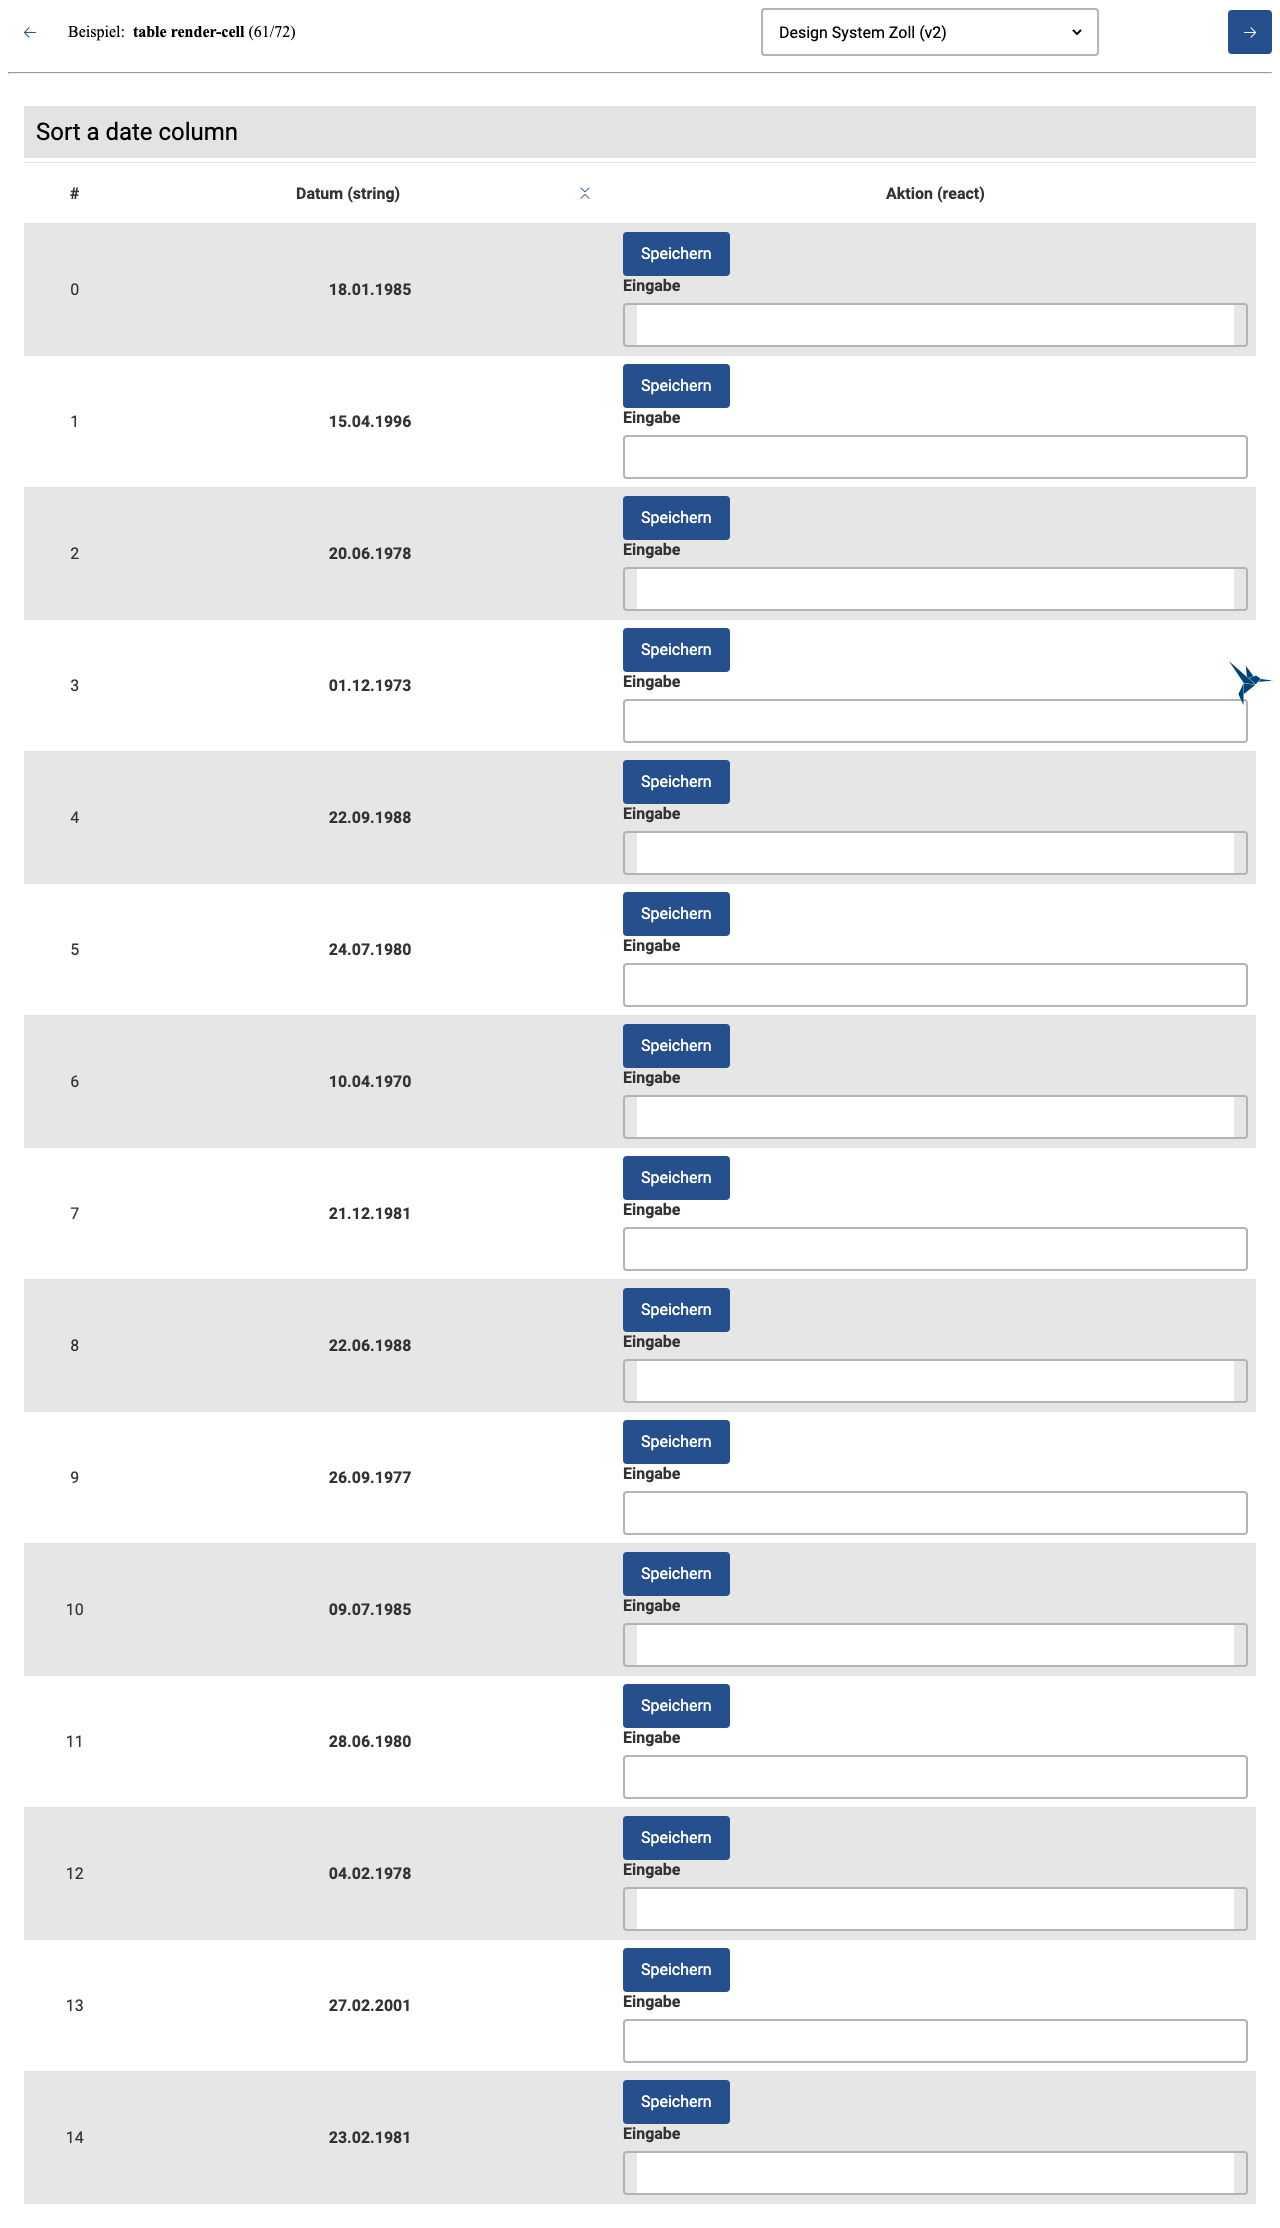 Beispiel: table render-cell (61/72)
Design System Zoll (v2)
Sort a date column
# Datum (string) Aktion (react)
Speichern
0 18.01.1985 Eingabe
Speichern
1 15.04.1996 Eingabe
Speichern
2 20.06.1978 Eingabe
Speichern
3 01.12.1973 Eingabe
Speichern
4 22.09.1988 Eingabe
Speichern
5 24.07.1980 Eingabe
Speichern
6 10.04.1970 Eingabe
Speichern
7 21.12.1981 Eingabe
Speichern
8 22.06.1988 Eingabe
Speichern
9 26.09.1977 Eingabe
Speichern
10 09.07.1985 Eingabe
Speichern
11 28.06.1980 Eingabe
Speichern
12 04.02.1978 Eingabe
Speichern
13 27.02.2001 Eingabe
Speichern
14 23.02.1981 Eingabe